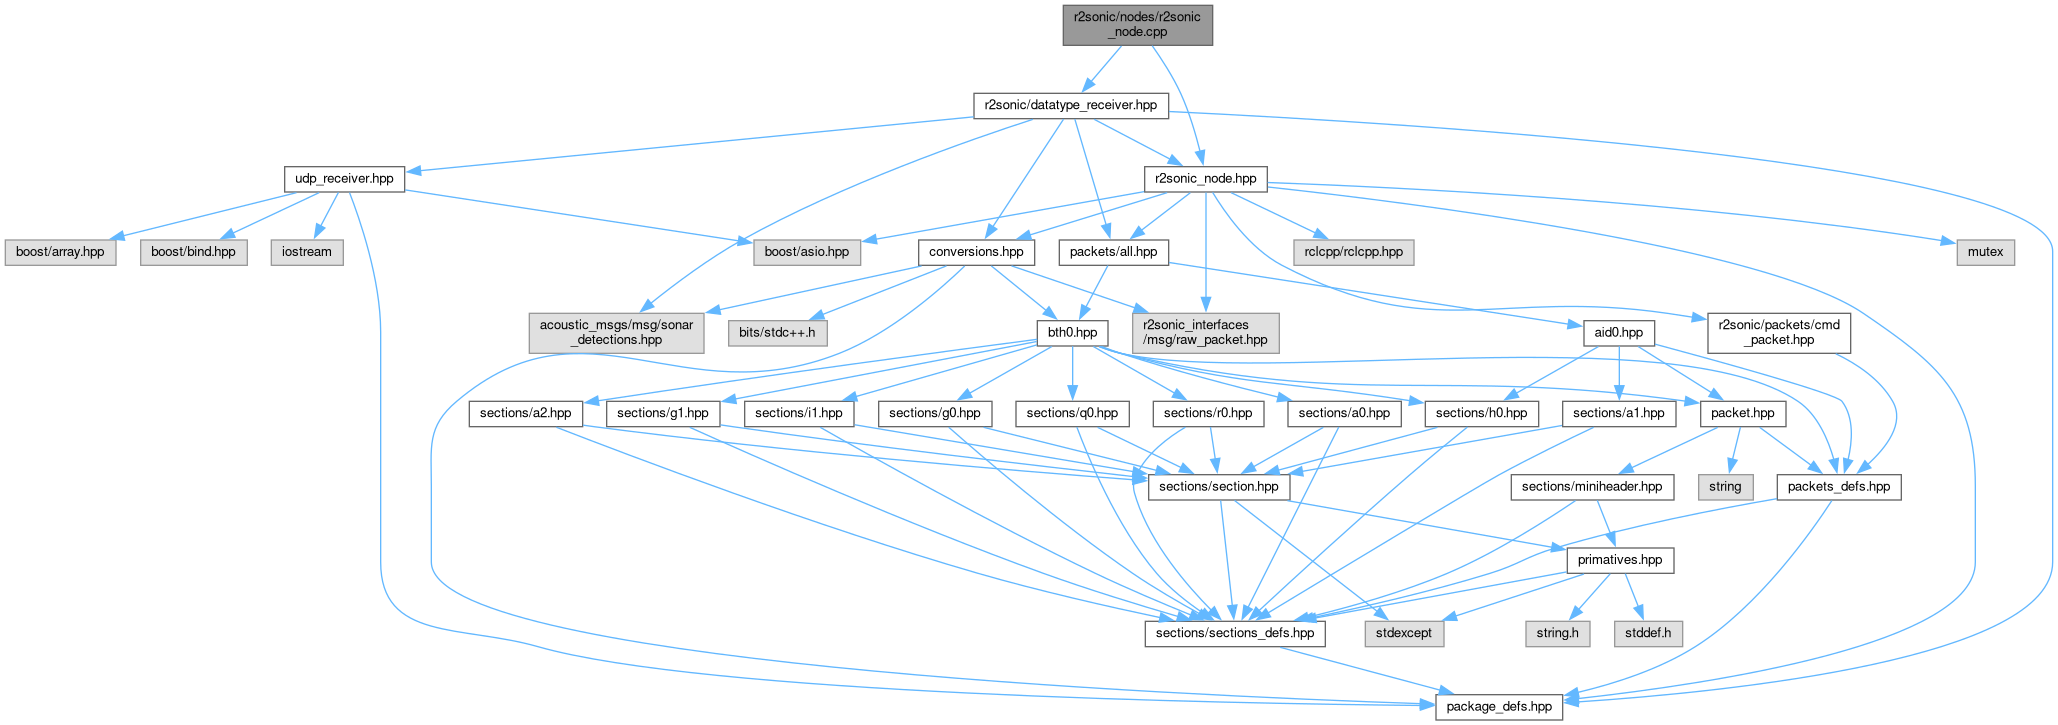 r2sonic/nodes/r2sonic
_node.cpp
r2sonic/datatype_receiver.hpp
udp_receiver.hpp
r2sonic_node.hpp
boost/array.hpp
boost/bind.hpp
iostream
boost/asio.hpp
conversions.hpp
packets/all.hpp
rclcpp/rclcpp.hpp
mutex
acoustic_msgs/msg/sonar
_detections.hpp
bits/stdc++.h
bth0.hpp
r2sonic_interfaces
/msg/raw_packet.hpp
aid0.hpp
r2sonic/packets/cmd
_packet.hpp
sections/a2.hpp
sections/g1.hpp
sections/i1.hpp
sections/g0.hpp
sections/q0.hpp
sections/r0.hpp
sections/a0.hpp
sections/h0.hpp
sections/a1.hpp
packet.hpp
sections/section.hpp
sections/miniheader.hpp
string
packets_defs.hpp
primatives.hpp
sections/sections_defs.hpp
stdexcept
string.h
stddef.h
package_defs.hpp